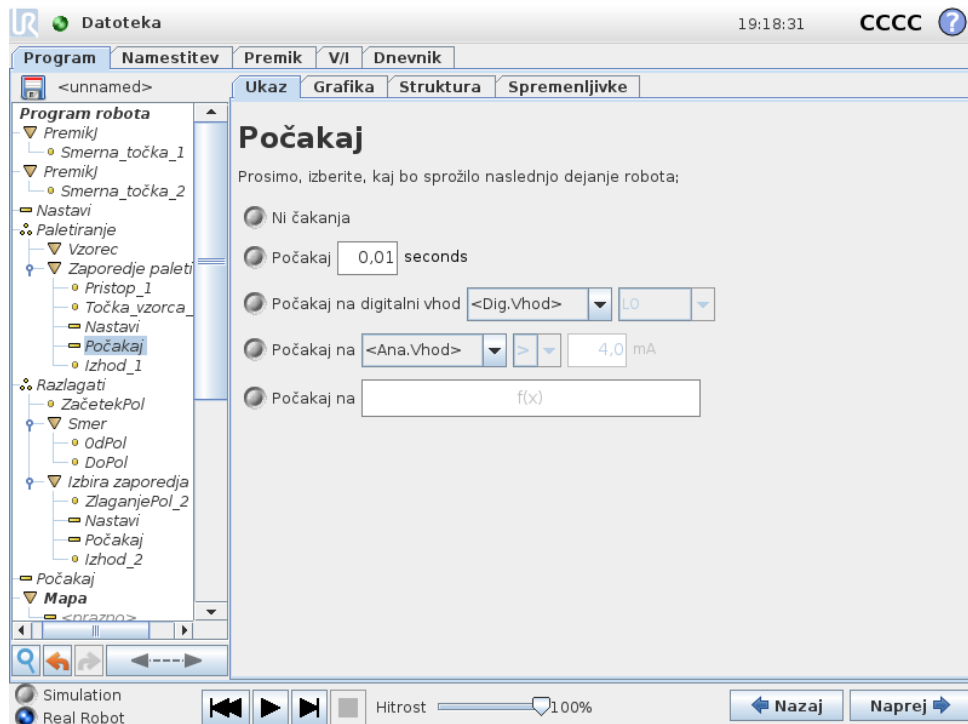 UR Datoteka 19:18:31 CCCC ?
Program Namestitev Premik V/I Dnevnik
<unnamed>
Ukaz Grafika Struktura Spremenljivke
Program robota
PremikJ
Smerna_točka_1
PremikJ
Smerna_točka_2
Nastavi
Paletiranje
Vzorec
Zaporedje paleti
Pristop_1
Točka_vzorca_
Nastavi
Počakaj
Izhod_1
Razlagati
ZačetekPol
Smer
OdPol
DoPol
Izbira zaporedja
ZlaganjePol_2
Nastavi
Počakaj
Izhod_2
Počakaj
Mapa
<prazno>
Počakaj
Prosimo, izberite, kaj bo sprožilo naslednjo dejanje robota;
Ni čakanja
Počakaj 0,01 seconds
Počakaj na digitalni vhod <Dig.Vhod> LO
Počakaj na <Ana.Vhod> > 4,0 mA
Počakaj na f(x)
Simulation
Real Robot
Hitrost 100%
Nazaj Naprej